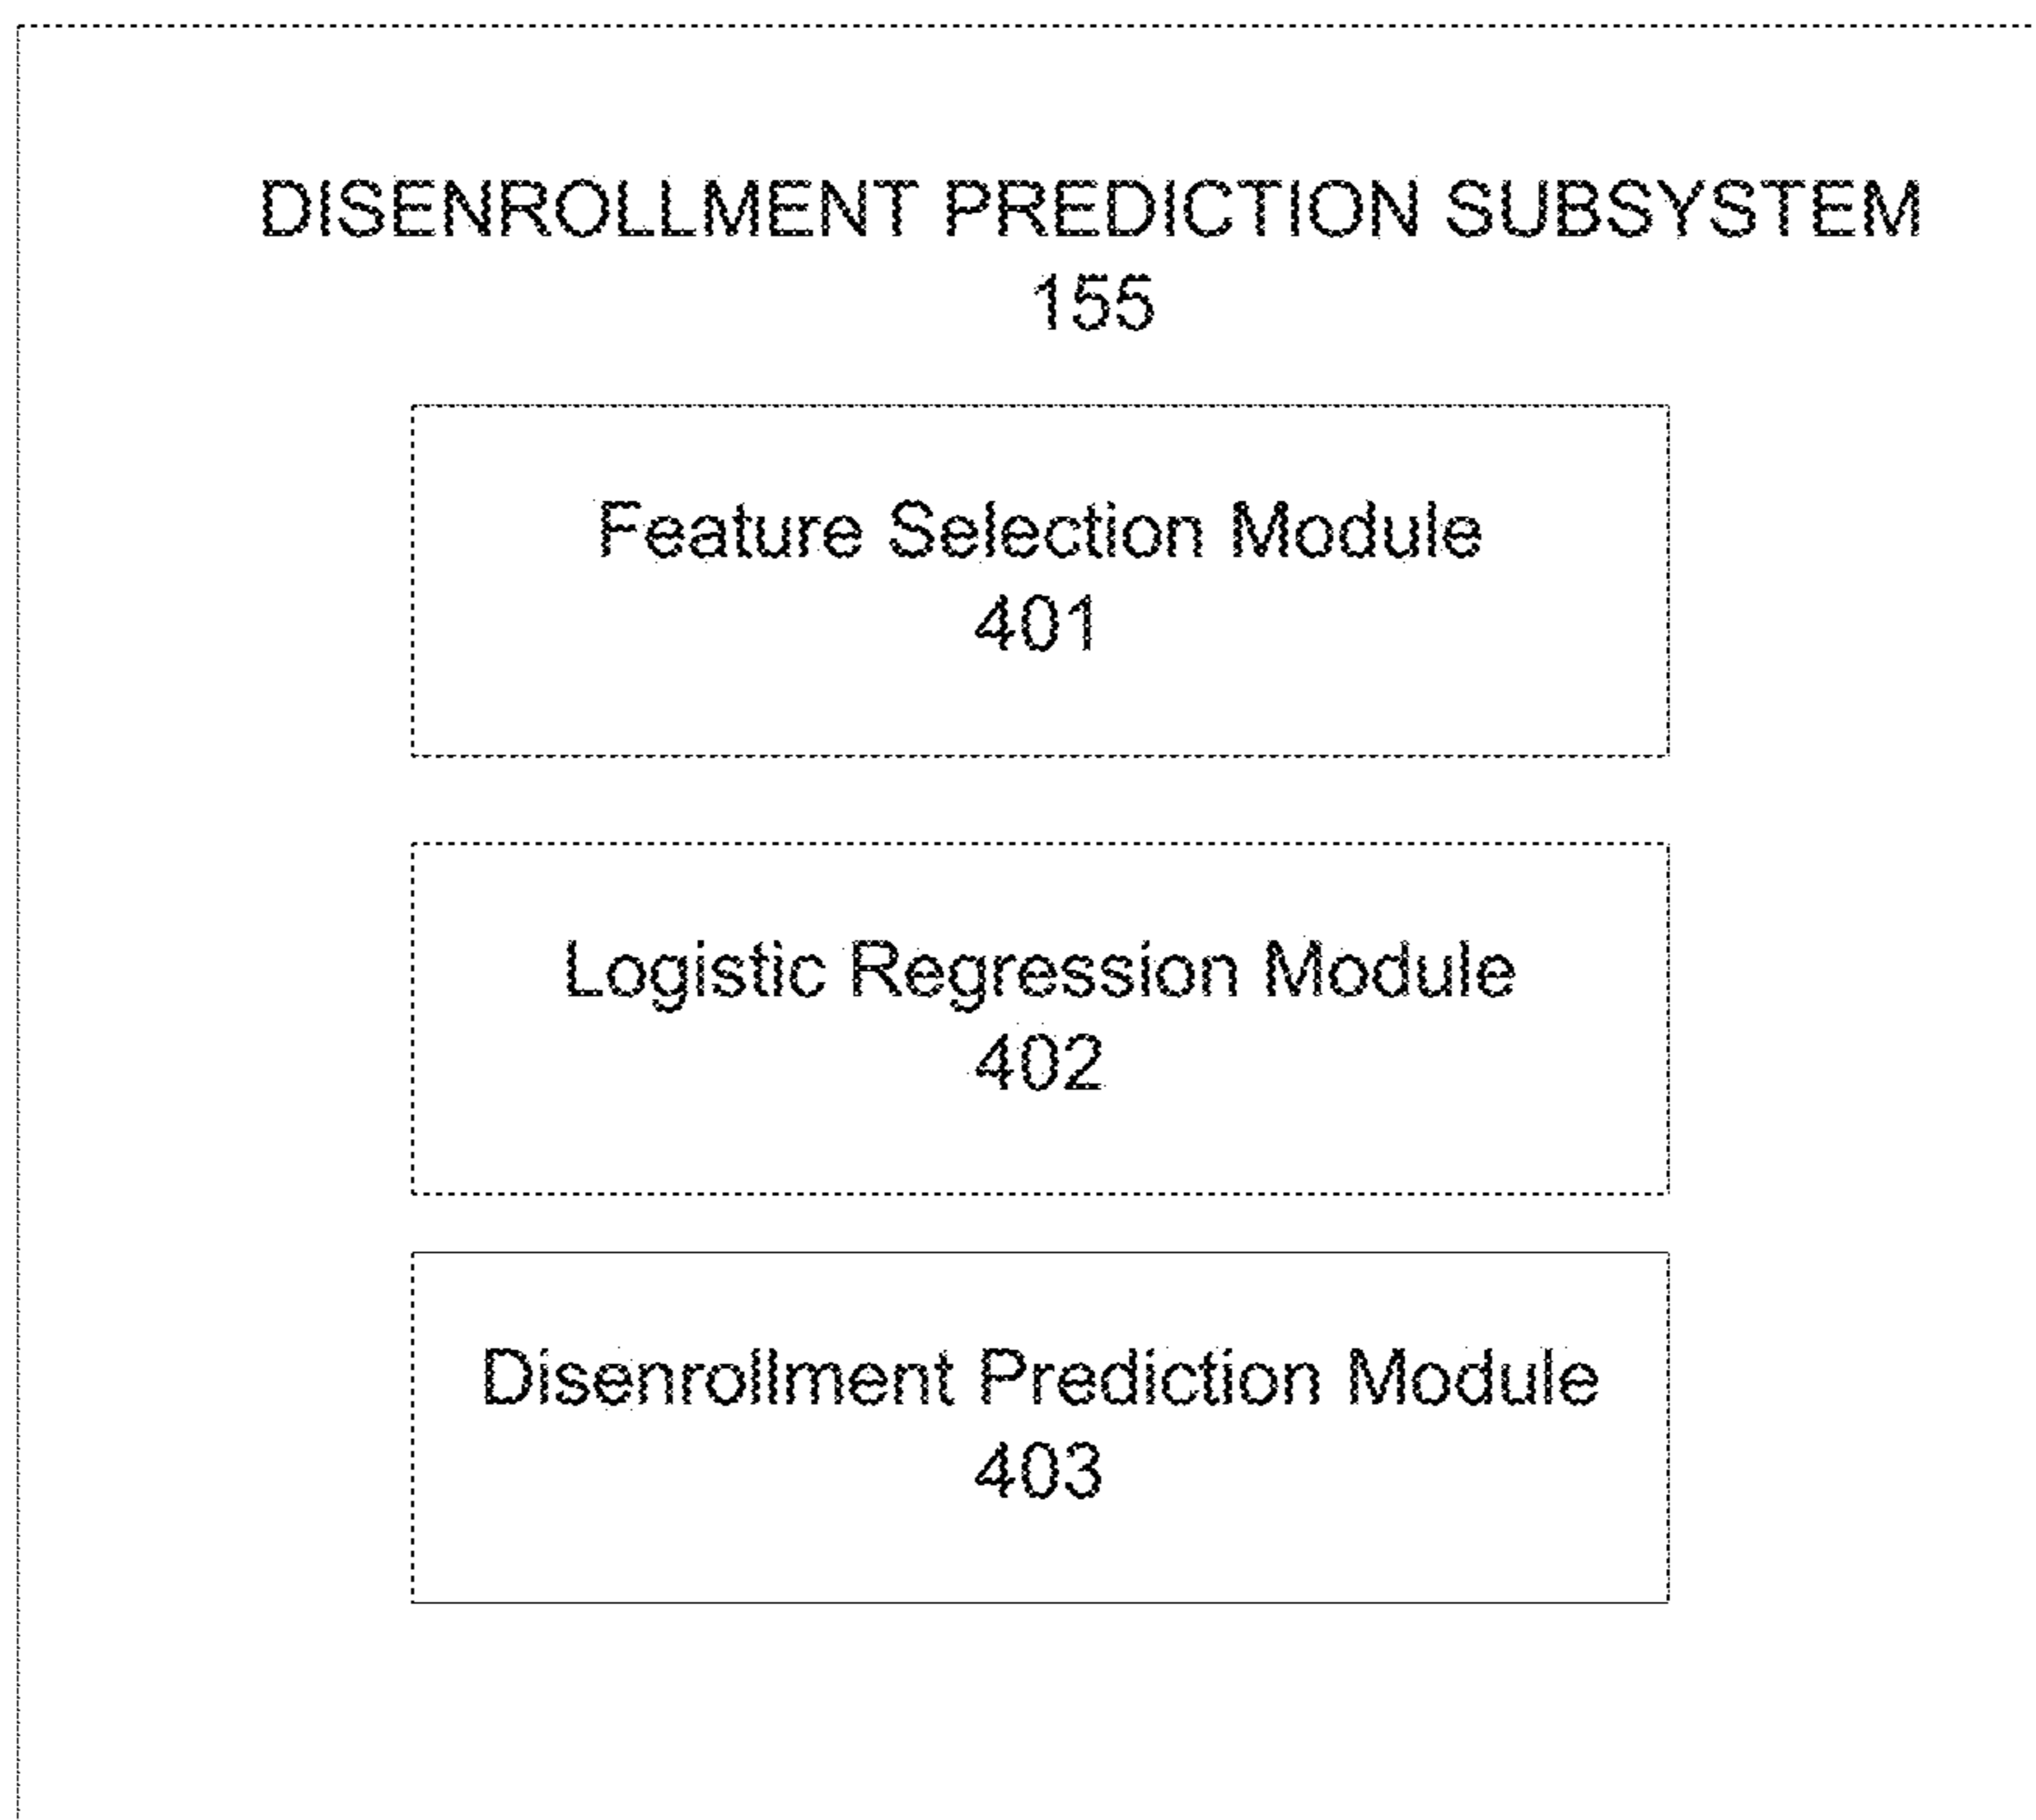 DISENROLLMENT PREDICTION SUBSYSTEM
155
Feature Selection Module
401
Logistic Regression Module
402
Disenrollment Prediction Module
403